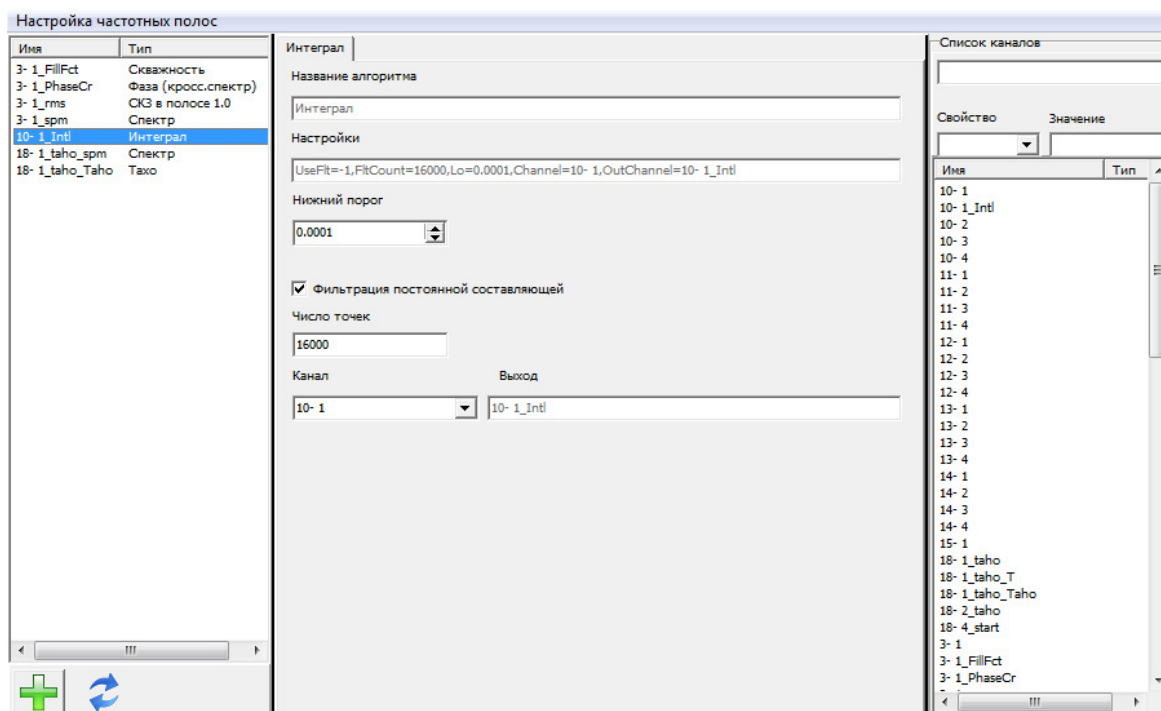 Настройка частотных полос
Имя Тип
3- 1_FillFct Скважность
3- 1_PhaseCr Фаза (кросс.спектр)
3- 1_rms СКЗ в полосе 1.0
3- 1_spm Спектр
10- 1_Intl Интеграл
18- 1_taho_spm Спектр
18- 1_taho_Taho Тахо
Интеграл
Название алгоритма
Интеграл
Настройки
UseFlt=-1,FltCount=16000,Lo=0.0001,Channel=10- 1,OutChannel=10- 1_Intl
Нижний порог
0.0001
Фильтрация постоянной составляющей
Число точек
16000
Канал Выход
10- 1 10- 1_Intl
Список каналов
Свойство Значение
Имя Тип
10- 1
10- 1_Intl
10- 2
10- 3
10- 4
11- 1
11- 2
11- 3
11- 4
12- 1
12- 2
12- 3
12- 4
13- 1
13- 2
13- 3
13- 4
14- 1
14- 2
14- 3
14- 4
15- 1
18- 1_taho
18- 1_taho_T
18- 1_taho_Taho
18- 2_taho
18- 4_start
3- 1
3- 1_FillFct
3- 1_PhaseCr